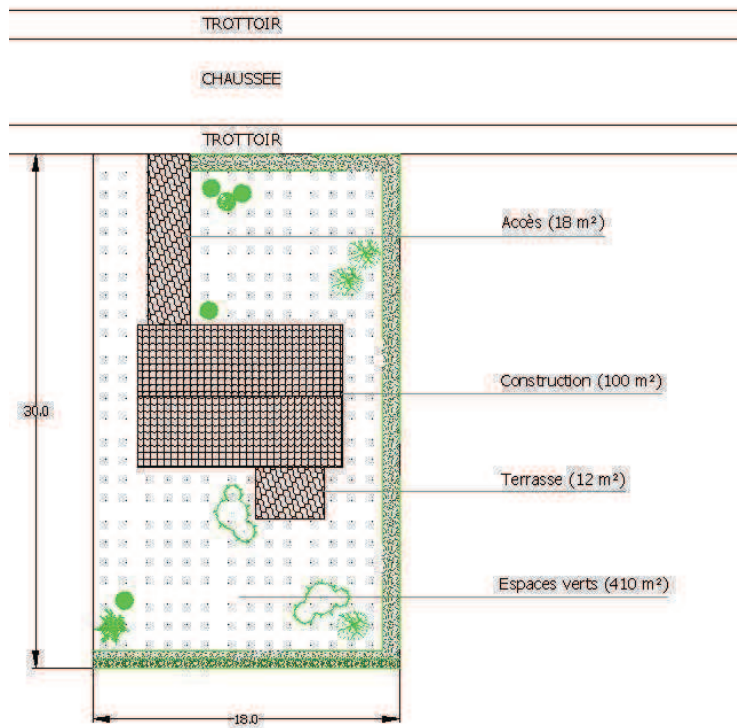 TROTTOIR
CHAUSSEE
TROTTOIR
Accès (18 m²)
Construction (100 m²)
30.0
Terrasse (12 m²)
Espaces verts (410 m²)
18.0